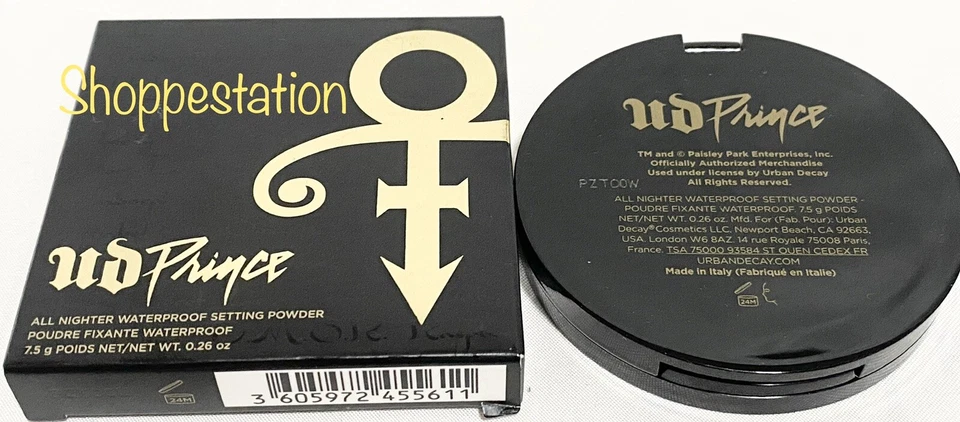 Shoppestation
ud Prince
ALL NIGHTER WATERPROOF SETTING POWDER
POUDRE FIXANTE WATERPROOF
7.5 g POIDS NET/NET WT. 0.26 oz
24M
3 605972 455611
ud Prince
TM and © Paisley Park Enterprises, Inc.
Officially Authorized Merchandise
Used under license by Urban Decay
All Rights Reserved.
PZTC0W
ALL NIGHTER WATERPROOF SETTING POWDER -
POUDRE FIXANTE WATERPROOF. 7.5 g POIDS
NET/NET WT. 0.26 oz. Mfd. For (Fab. Pour): Urban
Decay® Cosmetics LLC, Newport Beach, CA 92663,
USA. London W6 8AZ. 14 rue Royale 75008 Paris,
France. TSA 75000 93584 ST OUEN CEDEX FR
URBANDECAY.COM
Made in Italy (Fabriqué en Italie)
24M